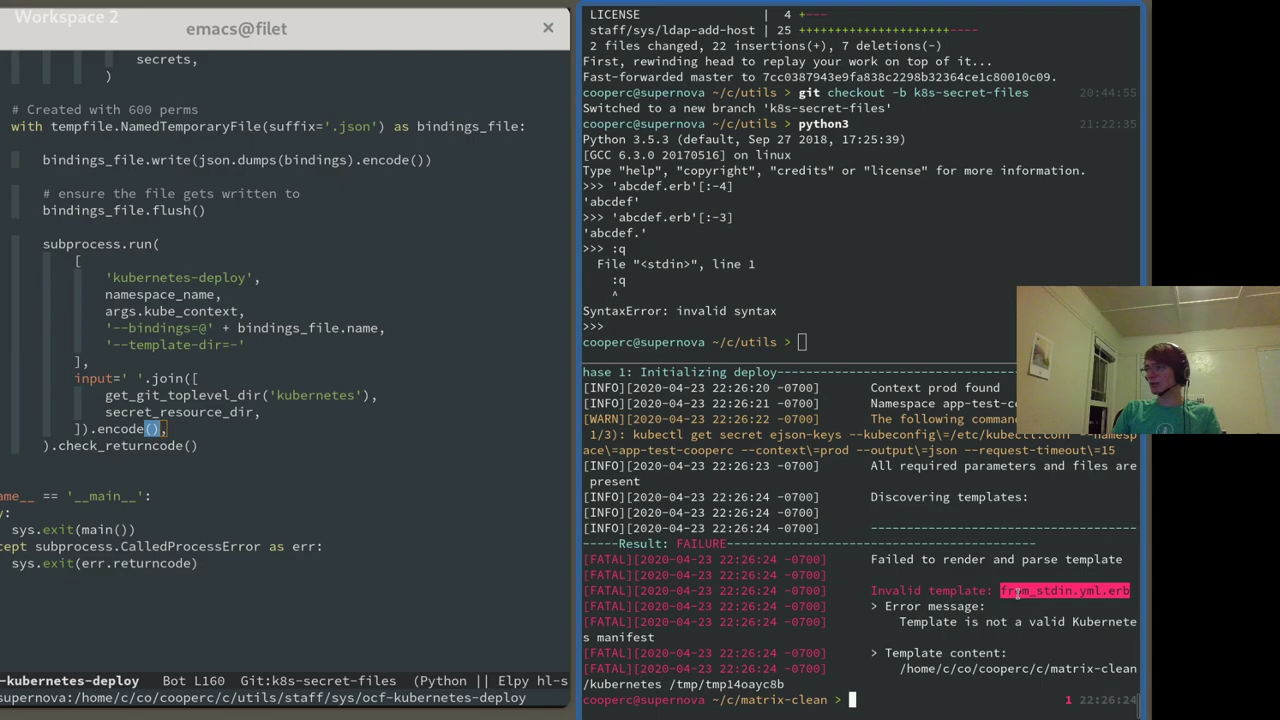 Workspace 2
emacs@filet
secrets,
)
# Created with 600 perms
with tempfile.NamedTemporaryFile(suffix='.json') as bindings_file:
bindings_file.write(json.dumps(bindings).encode())
# ensure the file gets written to
bindings_file.flush()
subprocess.run(
[
'kubernetes-deploy',
namespace_name,
args.kube_context,
'--bindings=@' + bindings_file.name,
'--template-dir=-'
],
input=' '.join([
get_git_toplevel_dir('kubernetes'),
secret_resource_dir,
]).encode(),
).check_returncode()
ame__ == '__main__':
y:
sys.exit(main())
cept subprocess.CalledProcessError as err:
sys.exit(err.returncode)
-kubernetes-deploy Bot L160 Git:k8s-secret-files (Python || Elpy hl-s
supernova:/home/c/co/cooperc/c/utils/staff/sys/ocf-kubernetes-deploy
LICENSE | 4 +---
staff/sys/ldap-add-host | 25 +++++++++++++++++++++----
2 files changed, 22 insertions(+), 7 deletions(-)
First, rewinding head to replay your work on top of it...
Fast-forwarded master to 7cc0387943e9fa838c2298b32364ce1c80010c09.
cooperc@supernova ~/c/utils > git checkout -b k8s-secret-files 20:44:55
Switched to a new branch 'k8s-secret-files'
cooperc@supernova ~/c/utils > python3 21:22:35
Python 3.5.3 (default, Sep 27 2018, 17:25:39)
[GCC 6.3.0 20170516] on linux
Type "help", "copyright", "credits" or "license" for more information.
>>> 'abcdef.erb'[:-4]
'abcdef'
>>> 'abcdef.erb'[:-3]
'abcdef.'
>>> :q
File "<stdin>", line 1
:q
^
SyntaxError: invalid syntax
>>>
cooperc@supernova ~/c/utils >
hase 1: Initializing deploy
[INFO][2020-04-23 22:26:20 -0700] Context prod found
[INFO][2020-04-23 22:26:21 -0700] Namespace app-test-co
[WARN][2020-04-23 22:26:22 -0700] The following comman
1/3): kubectl get secret ejson-keys --kubeconfig\=/etc/kubectl.conf --namesp
ace\=app-test-cooperc --context\=prod --output\=json --request-timeout\=15
[INFO][2020-04-23 22:26:23 -0700] All required parameters and files are
present
[INFO][2020-04-23 22:26:24 -0700] Discovering templates:
[INFO][2020-04-23 22:26:24 -0700]
[INFO][2020-04-23 22:26:24 -0700] -----------------------------------
-----Result: FAILURE------------------------------------------
[FATAL][2020-04-23 22:26:24 -0700] Failed to render and parse template
[FATAL][2020-04-23 22:26:24 -0700]
[FATAL][2020-04-23 22:26:24 -0700] Invalid template: from_stdin.yml.erb
[FATAL][2020-04-23 22:26:24 -0700] > Error message:
[FATAL][2020-04-23 22:26:24 -0700] Template is not a valid Kubernete
s manifest
[FATAL][2020-04-23 22:26:24 -0700] > Template content:
[FATAL][2020-04-23 22:26:24 -0700] /home/c/co/cooperc/c/matrix-clean
/kubernetes /tmp/tmp14oayc8b
cooperc@supernova ~/c/matrix-clean > 1 22:26:24